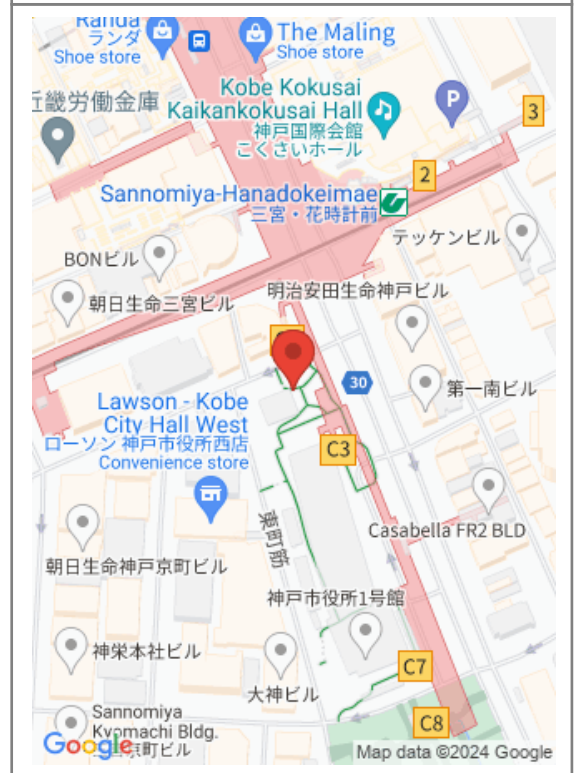 Randa
ランダ
Shoe store
The Maling
Shoe store
Kobe Kokusai
Kaikankokusai Hall
神戸国際会館
こくさいホール
P
3
近畿労働金庫
2
Sannomiya-Hanadokeimae
三宮・花時計前
テッケンビル
BONビル
朝日生命三宮ビル
明治安田生命神戸ビル
30
第一南ビル
Lawson - Kobe
City Hall West
ローソン 神戸市役所西店
Convenience store
C3
東町筋
Casabella FR2 BLD
朝日生命神戸京町ビル
神戸市役所1号館
神栄本社ビル
大神ビル
C7
C8
Sannomiya
Kyomachi Bldg.
京町ビル
Google
Map data ©2024 Google